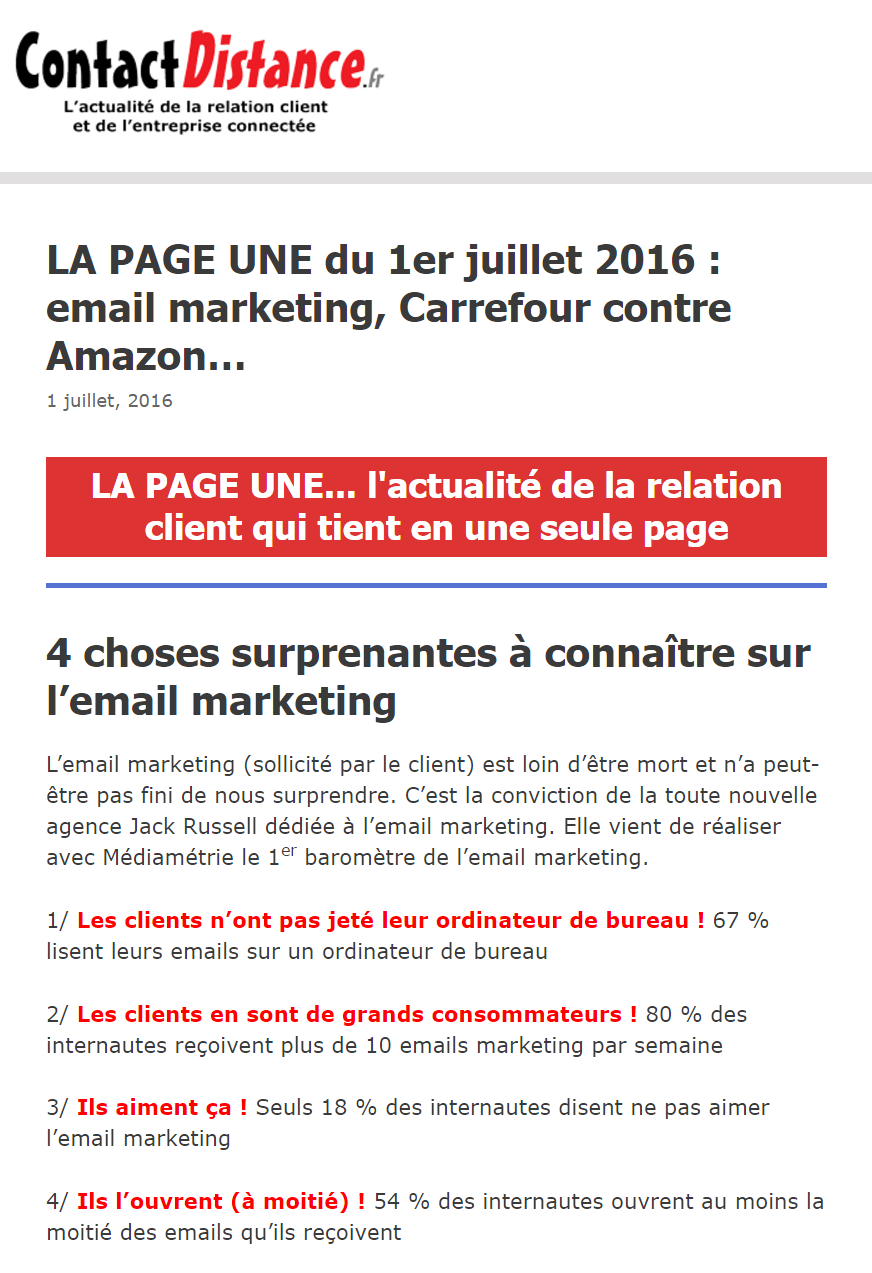 ContactDistance.fr
L'actualité de la relation client
et de l'entreprise connectée
LA PAGE UNE du 1er juillet 2016 :
email marketing, Carrefour contre
Amazon…
1 juillet, 2016
LA PAGE UNE... l'actualité de la relation
client qui tient en une seule page
4 choses surprenantes à connaître sur
l’email marketing
L’email marketing (sollicité par le client) est loin d’être mort et n’a peut-
être pas fini de nous surprendre. C’est la conviction de la toute nouvelle
agence Jack Russell dédiée à l’email marketing. Elle vient de réaliser
avec Médiamétrie le 1er baromètre de l’email marketing.
1/ Les clients n’ont pas jeté leur ordinateur de bureau ! 67 %
lisent leurs emails sur un ordinateur de bureau
2/ Les clients en sont de grands consommateurs ! 80 % des
internautes reçoivent plus de 10 emails marketing par semaine
3/ Ils aiment ça ! Seuls 18 % des internautes disent ne pas aimer
l’email marketing
4/ Ils l’ouvrent (à moitié) ! 54 % des internautes ouvrent au moins la
moitié des emails qu’ils reçoivent